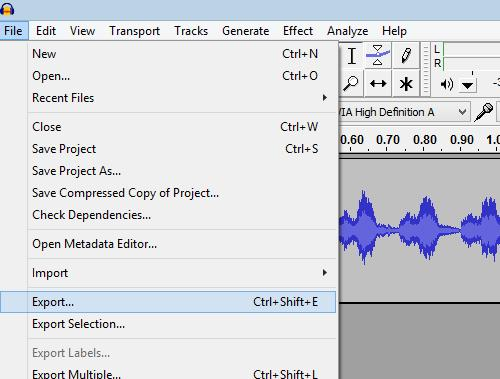 File Edit View Transport Tracks Generate Effect Analyze Help
New Ctrl+N
Open... Ctrl+O
Recent Files
Close Ctrl+W
Save Project Ctrl+S
Save Project As...
Save Compressed Copy of Project...
Check Dependencies...
Open Metadata Editor...
Import
Export... Ctrl+Shift+E
Export Selection...
Export Labels...
Export Multiple... Ctrl+Shift+L
L
R
VIA High Definition A
0.60 0.70 0.80 0.90 1.0